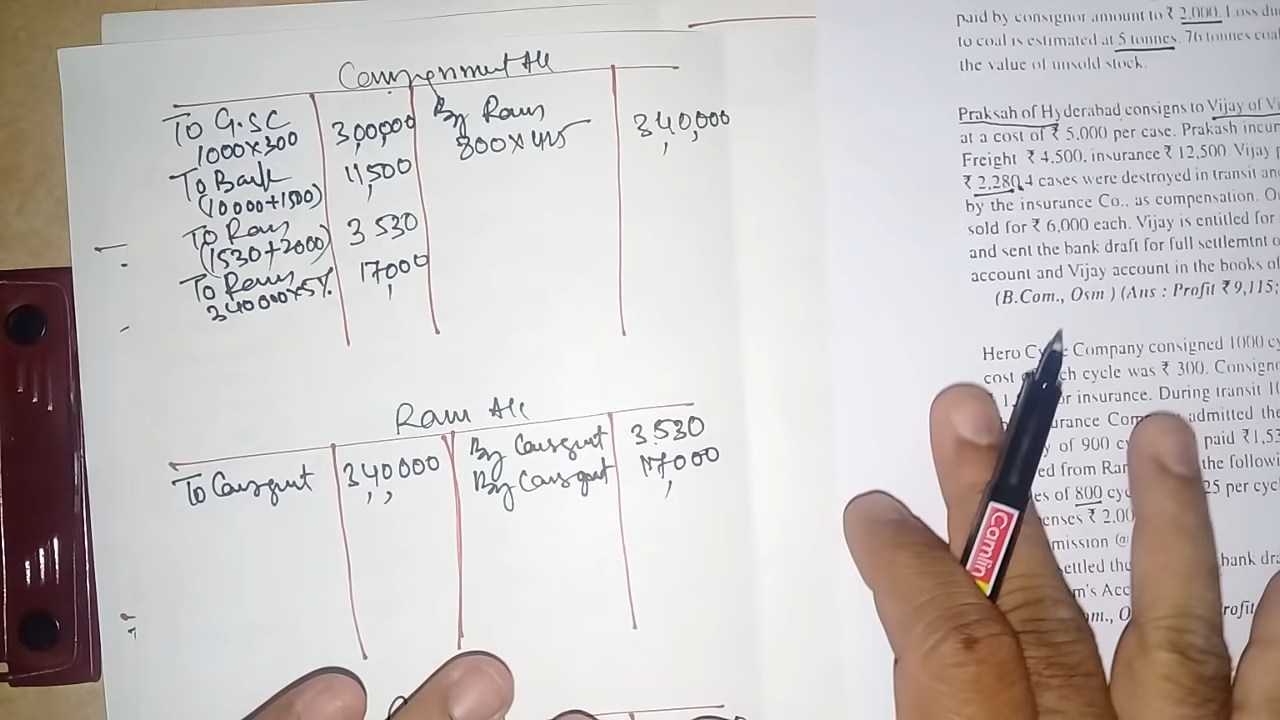 Consignment A/c
To G.S.C
1000×300
3,00,000
By Ram
800×425
3,40,000
To Bank
(10000+1500)
11,500
To Ram
(1530+2000)
3530
To Ram
340000×5%
17,000
Ram A/c
To Consgnt
3,40,000
By Consgnt
3530
By Consgnt
17,000
paid by consignor amount to ₹ 2,000. Loss du
to coal is estimated at 5 tonnes. 76 tonnes coal
the value of unsold stock.
Praksah of Hyderabad consigns to Vijay of Vi
at a cost of ₹ 5,000 per case. Prakash incur
Freight ₹ 4,500, insurance ₹ 12,500 Vijay p
₹ 2,280.4 cases were destroyed in transit an
by the insurance Co., as compensation. O
sold for ₹ 6,000 each. Vijay is entitled for
and sent the bank draft for full settlemtnt o
account and Vijay account in the books of
(B.Com., Osm ) (Ans : Profit ₹ 9,115;
Hero Company consigned 1000 cy
cost ch cycle was ₹ 300. Consign
or insurance. During transit 10
urance Com admitted the
y of 900 cy paid ₹1,53
ed from Ra the followi
es of 800 cyc 25 per cycl
enses ₹ 2.00
mission (@
ettled the bank dra
m's Acc
m., O rofit
Camlin